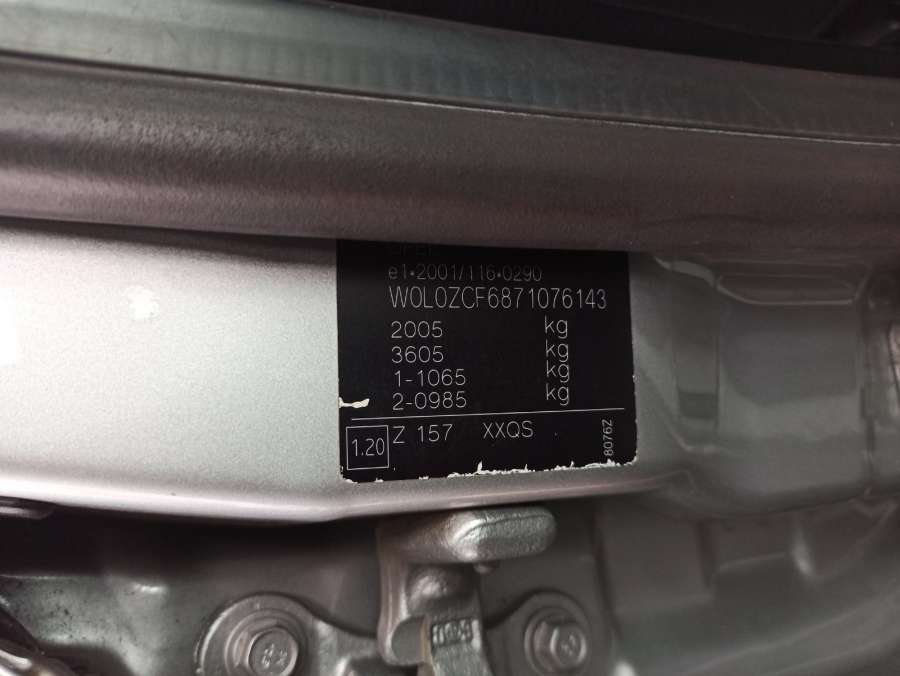 e1•2001/116•0290
W0L0ZCF6871076143
2005 kg
3605 kg
1-1065 kg
2-0985 kg
1.20 Z 157 XXQS
8076Z